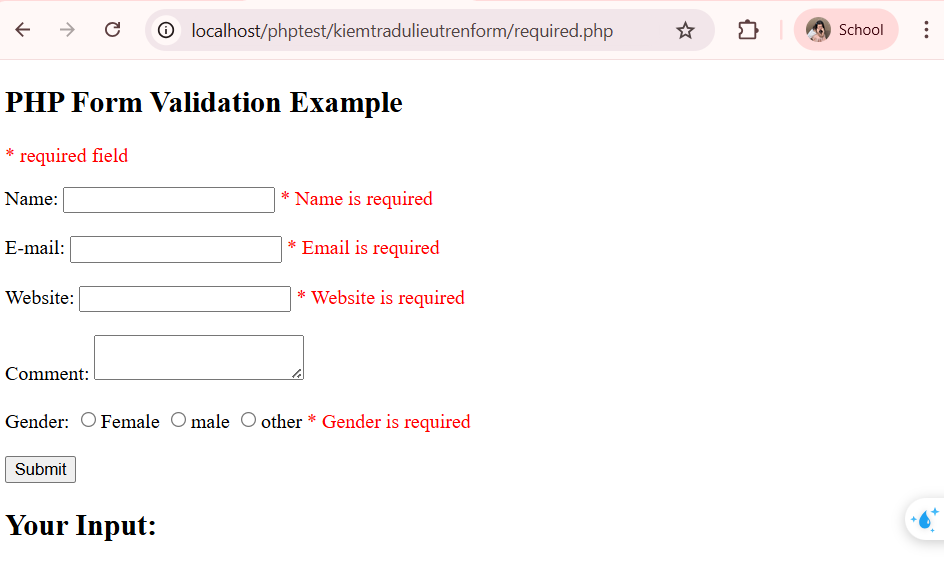 localhost/phptest/kiemtradulieutrenform/required.php School
PHP Form Validation Example
* required field
Name: * Name is required
E-mail: * Email is required
Website: * Website is required
Comment:
Gender: Female male other * Gender is required
Submit
Your Input: